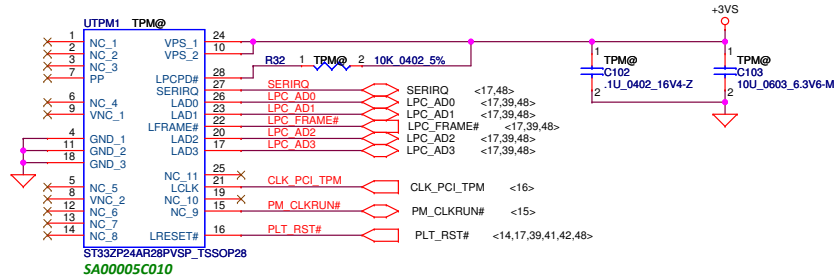 +3VS
UTPM1 TPM@
1 NC_1 VPS_1 24
2 NC_2 VPS_2 10
3 NC_3
7 PP LPCPD# 28
R32 1 TPM@ 2 10K_0402_5%
SERIRQ 27 SERIRQ SERIRQ <17,48>
6 NC_4 LAD0 26 LPC_AD0 LPC_AD0 <17,39,48>
9 VNC_1 LAD1 23 LPC_AD1 LPC_AD1 <17,39,48>
LFRAME# 22 LPC_FRAME# LPC_FRAME# <17,39,48>
4 GND_1 LAD2 20 LPC_AD2 LPC_AD2 <17,39,48>
11 GND_2 LAD3 17 LPC_AD3 LPC_AD3 <17,39,48>
18 GND_3
NC_11 25
5 NC_5 LCLK 21 CLK_PCI_TPM CLK_PCI_TPM <16>
8 VNC_2 NC_10 19
12 NC_6 NC_9 15 PM_CLKRUN# PM_CLKRUN# <15>
13 NC_7
14 NC_8 LRESET# 16 PLT_RST# PLT_RST# <14,17,39,41,42,48>
ST33ZP24AR28PVSP_TSSOP28
SA00005C010
1 TPM@
C102
.1U_0402_16V4-Z
2
1 TPM@
C103
10U_0603_6.3V6-M
2